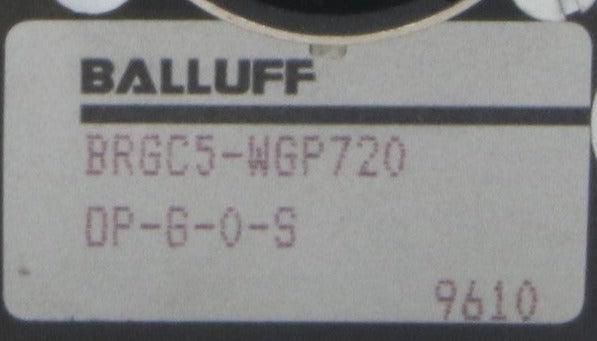 BALLUFF
BRGC5-WGP720
DP-G-0-S
9610